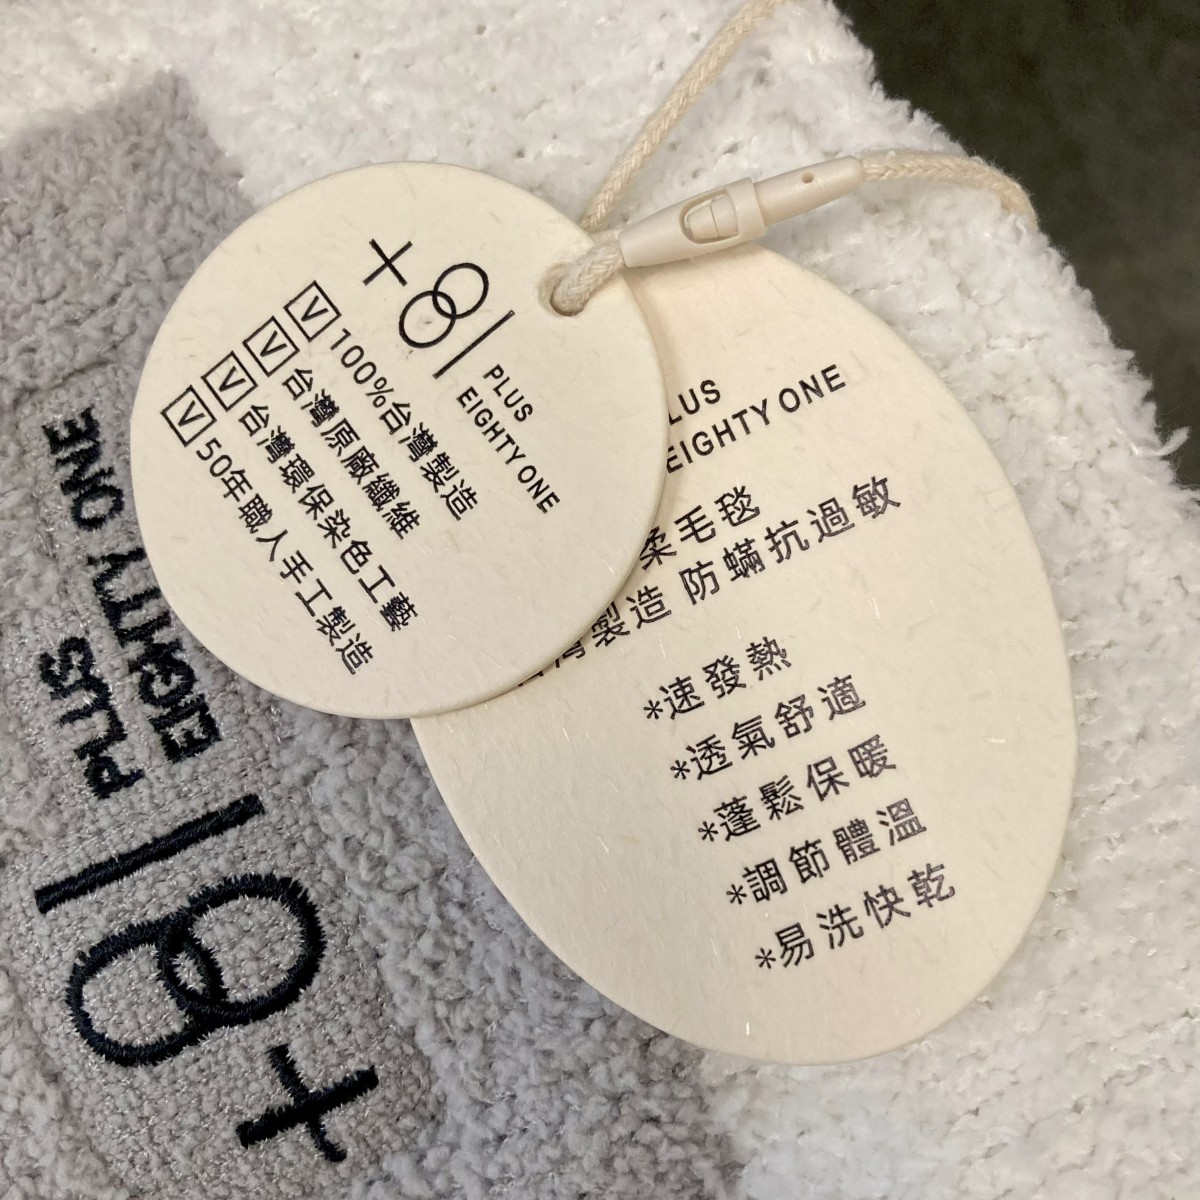 +81
PLUS
EIGHTY ONE
☑100%台灣製造
☑台灣原廠纖維
☑台灣環保染色工藝
☑50年職人手工製造
EIGHTY ONE
柔毛毯
製造 防蟎抗過敏
*速發熱
*透氣舒適
*蓬鬆保暖
*調節體溫
*易洗快乾
+81
PLUS
EIGHTY ONE